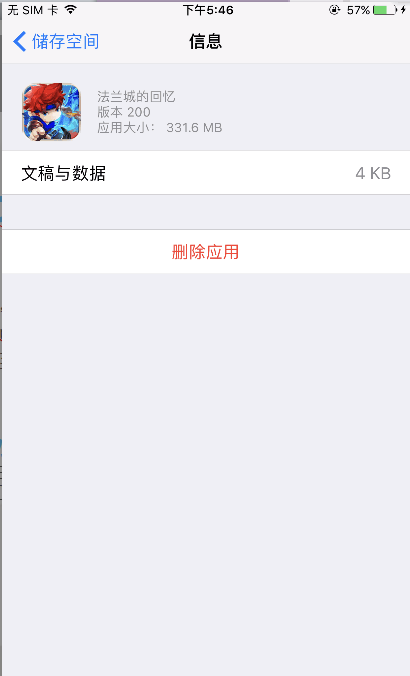 无 SIM 卡 下午5:46 57%
储存空间 信息
法兰城的回忆
版本 200
应用大小： 331.6 MB
文稿与数据 4 KB
删除应用